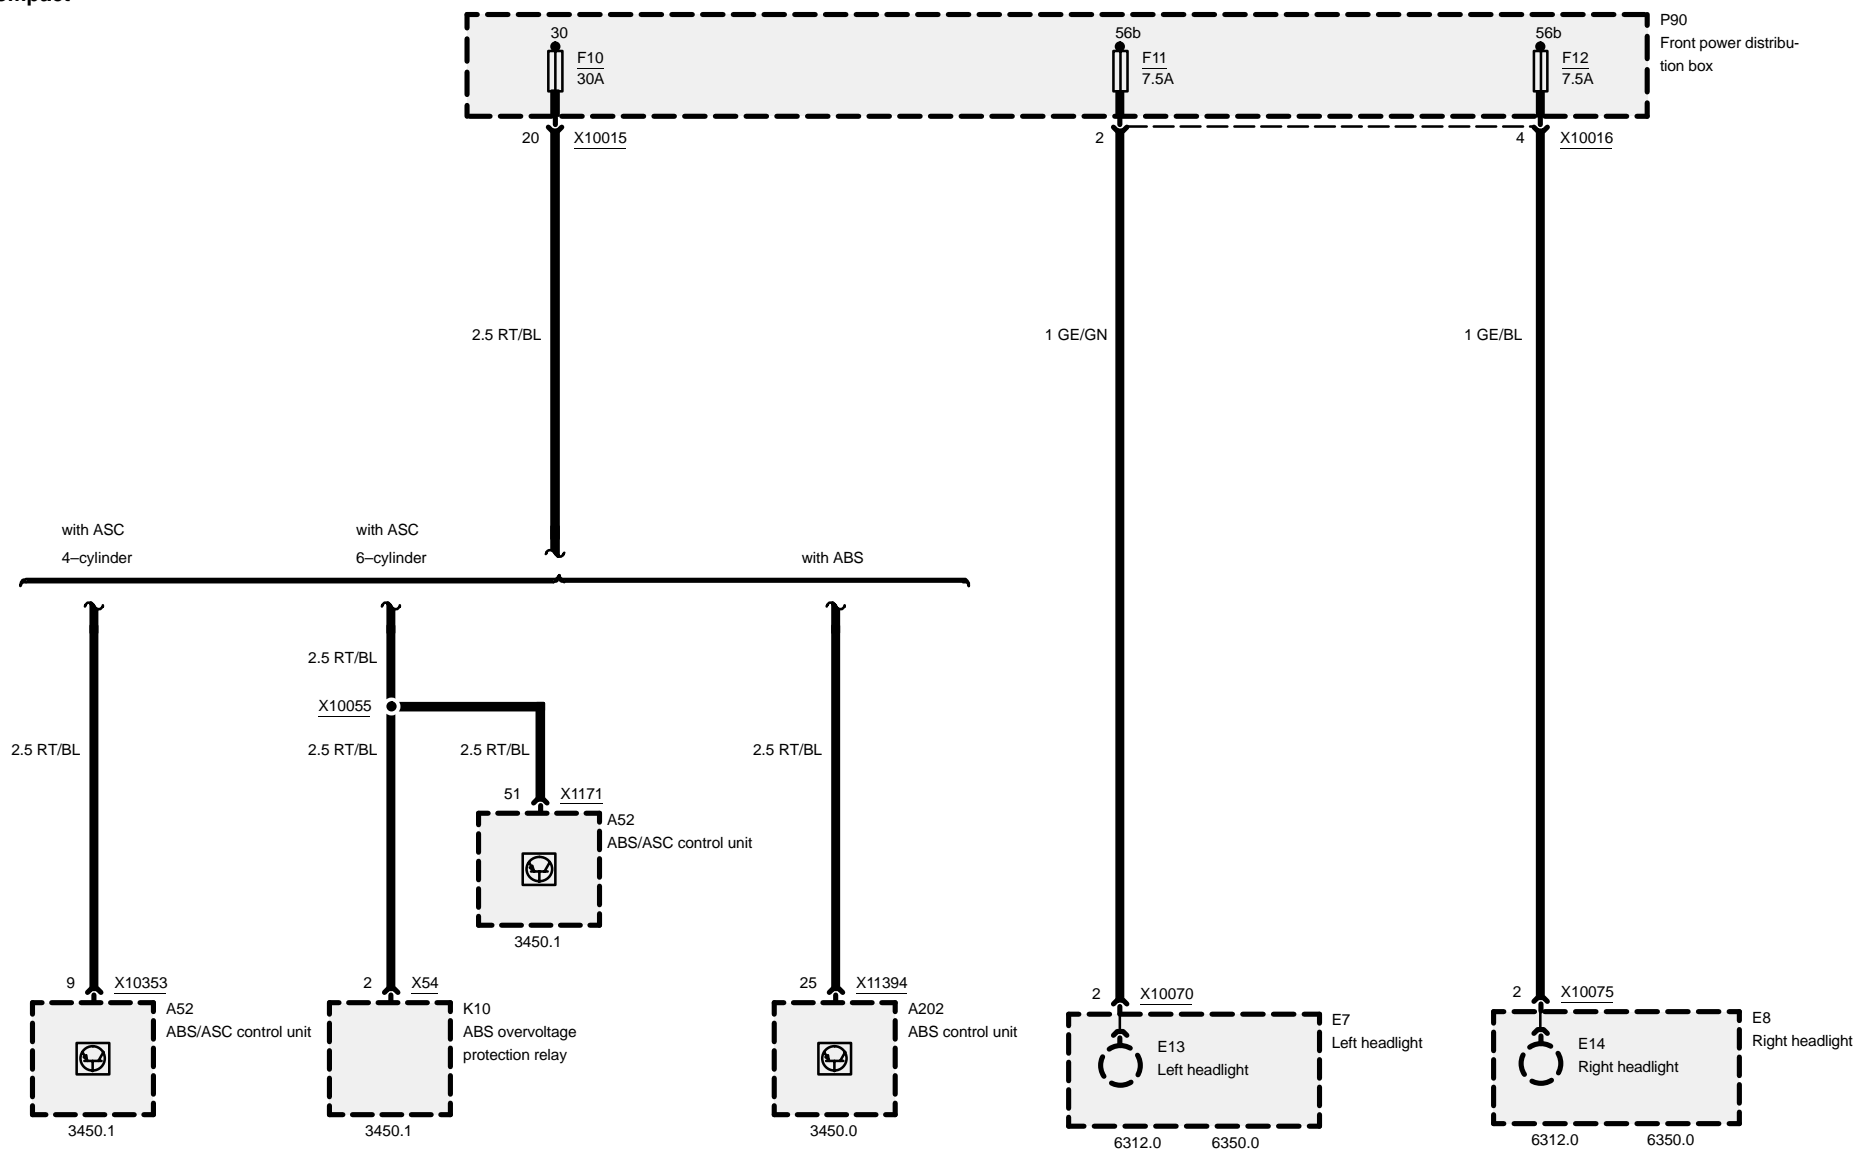 P90
Front power distribu-
tion box
30
F10
30A
56b
F11
7.5A
56b
F12
7.5A
20 X10015
2
4 X10016
2.5 RT/BL
1 GE/GN
1 GE/BL
with ASC
4–cylinder
with ASC
6–cylinder
with ABS
2.5 RT/BL
X10055
2.5 RT/BL
2.5 RT/BL
2.5 RT/BL
2.5 RT/BL
51 X1171
A52
ABS/ASC control unit
3450.1
9 X10353
A52
ABS/ASC control unit
3450.1
2 X54
K10
ABS overvoltage
protection relay
3450.1
25 X11394
A202
ABS control unit
3450.0
2 X10070
E7
Left headlight
E13
Left headlight
6312.0 6350.0
2 X10075
E8
Right headlight
E14
Right headlight
6312.0 6350.0